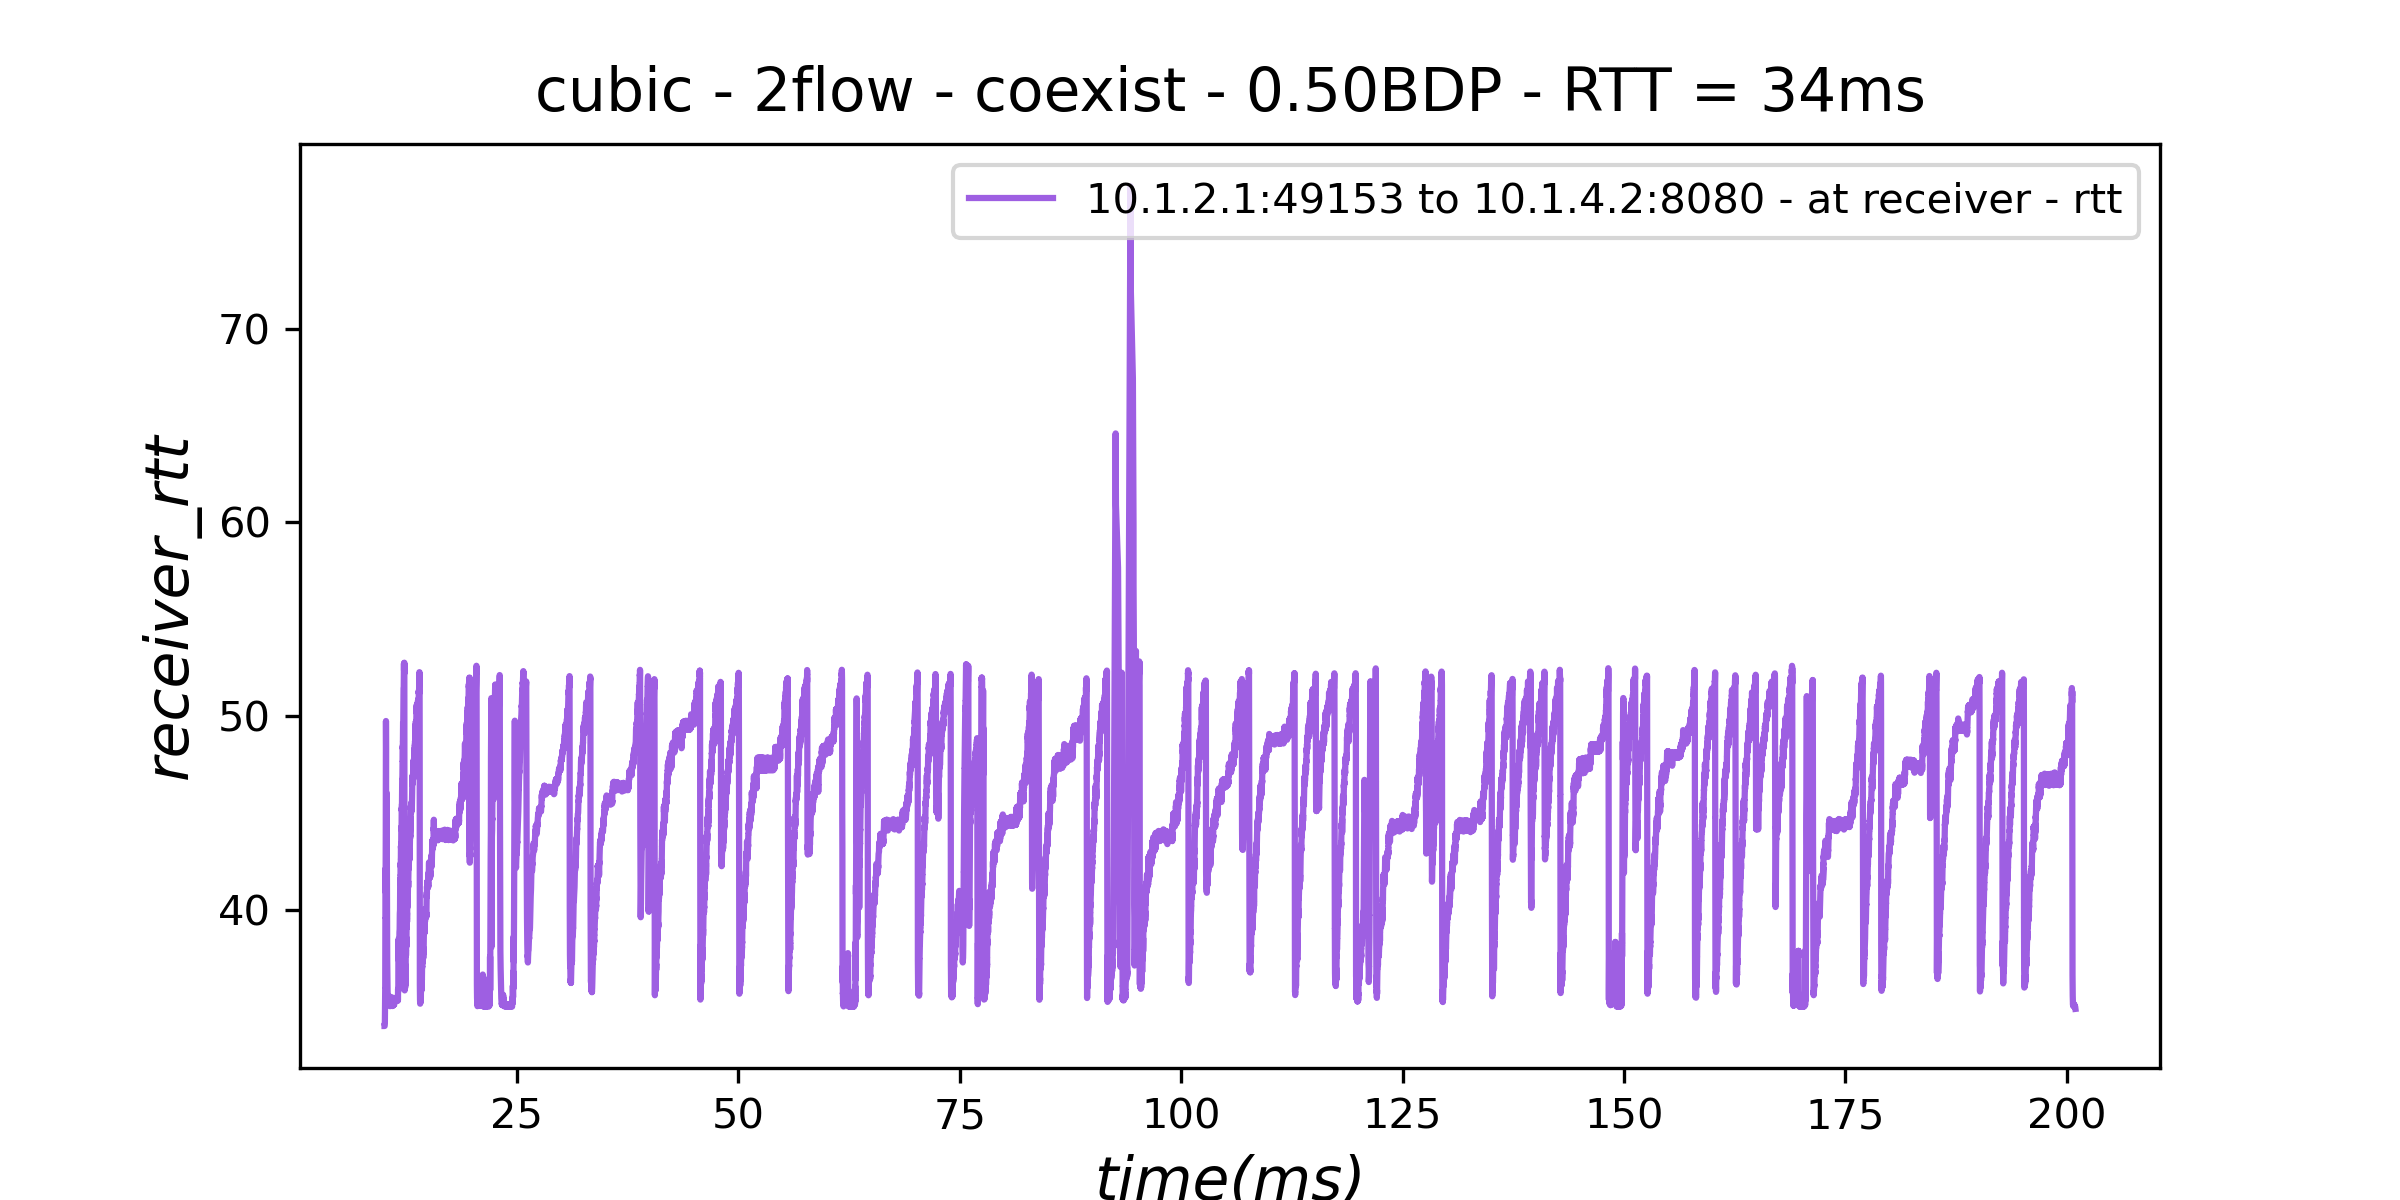 cubic - 2flow - coexist - 0.50BDP - RTT = 34ms
10.1.2.1:49153 to 10.1.4.2:8080 - at receiver - rtt
receiver_rtt
70
60
50
40
25 50 75 100 125 150 175 200
time(ms)